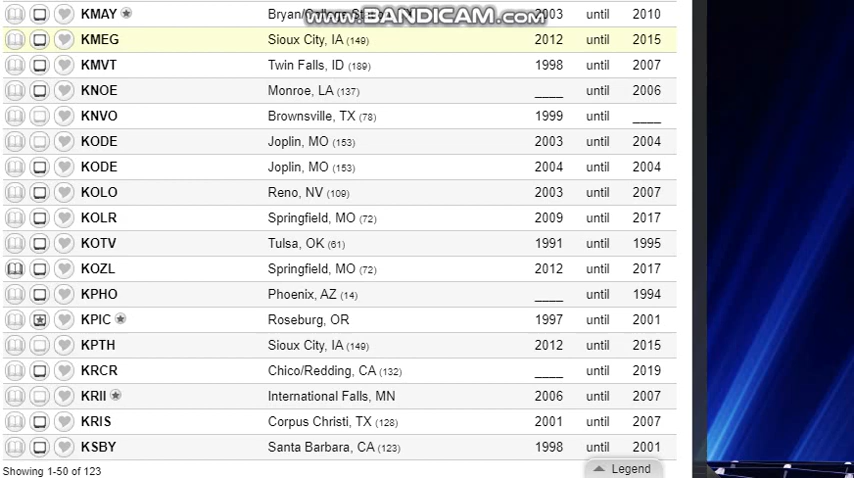 KMAY Bryan/College Station 2003 until 2010
www.BANDICAM.com
KMEG Sioux City, IA (149) 2012 until 2015
KMVT Twin Falls, ID (189) 1998 until 2007
KNOE Monroe, LA (137) ____ until 2006
KNVO Brownsville, TX (78) 1999 until ____
KODE Joplin, MO (153) 2003 until 2004
KODE Joplin, MO (153) 2004 until 2004
KOLO Reno, NV (109) 2003 until 2007
KOLR Springfield, MO (72) 2009 until 2017
KOTV Tulsa, OK (61) 1991 until 1995
KOZL Springfield, MO (72) 2012 until 2017
KPHO Phoenix, AZ (14) ____ until 1994
KPIC Roseburg, OR 1997 until 2001
KPTH Sioux City, IA (149) 2012 until 2015
KRCR Chico/Redding, CA (132) ____ until 2019
KRII International Falls, MN 2006 until 2007
KRIS Corpus Christi, TX (128) 2001 until 2007
KSBY Santa Barbara, CA (123) 1998 until 2001
Showing 1-50 of 123
Legend